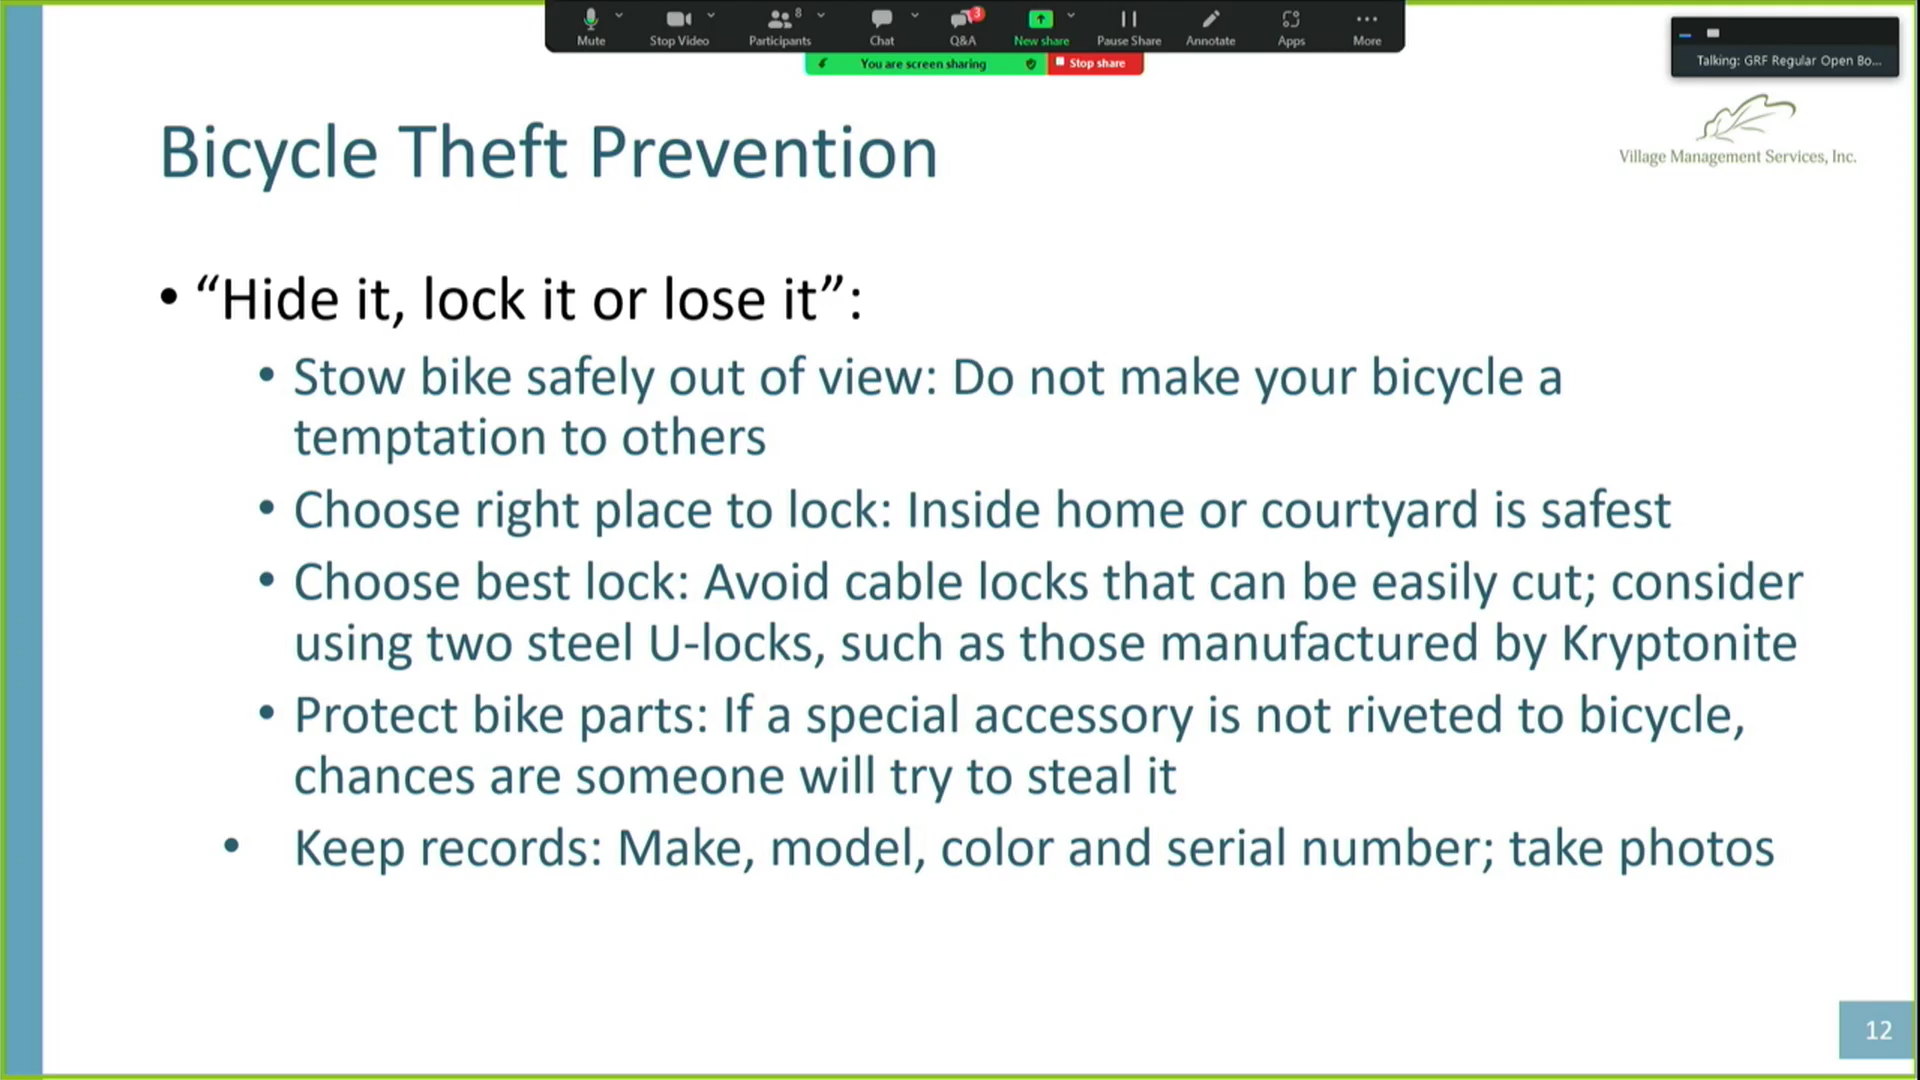 Mute
Stop Video
Participants
8
Chat
Q&A
3
New share
Pause Share
Annotate
Apps
More
You are screen sharing
Stop share
Talking: GRF Regular Open Bo...
Village Management Services, Inc.
Bicycle Theft Prevention
• “Hide it, lock it or lose it”:
• Stow bike safely out of view: Do not make your bicycle a
temptation to others
• Choose right place to lock: Inside home or courtyard is safest
• Choose best lock: Avoid cable locks that can be easily cut; consider
using two steel U-locks, such as those manufactured by Kryptonite
• Protect bike parts: If a special accessory is not riveted to bicycle,
chances are someone will try to steal it
• Keep records: Make, model, color and serial number; take photos
12